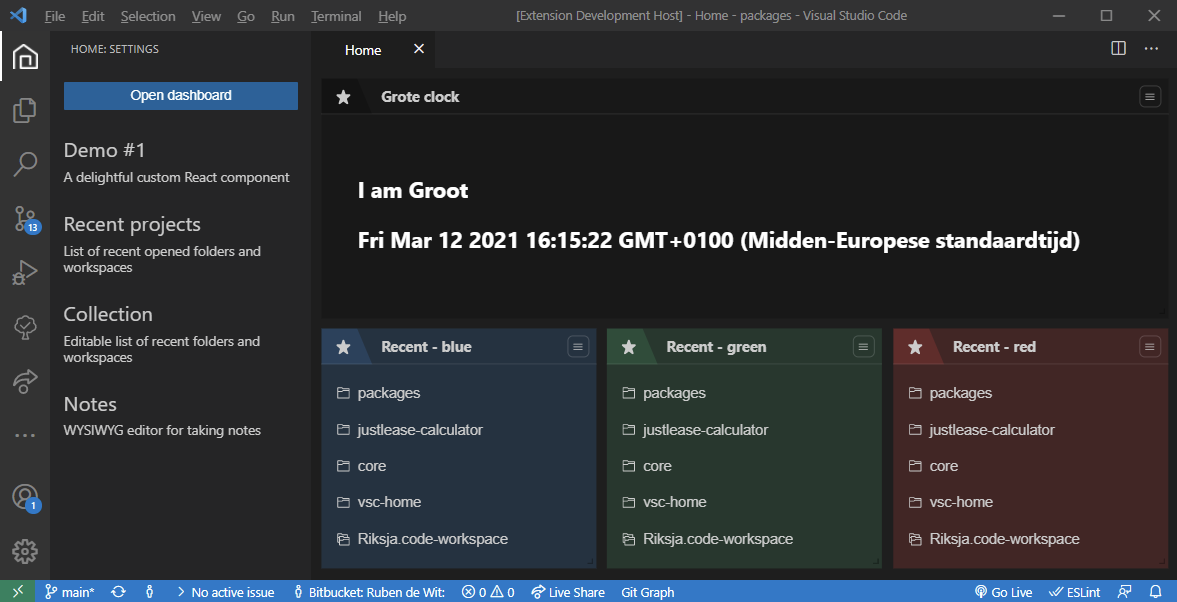 File Edit Selection View Go Run Terminal Help [Extension Development Host] - Home - packages - Visual Studio Code
HOME: SETTINGS
Home
Open dashboard
Grote clock
Demo #1
A delightful custom React component
I am Groot
Recent projects
List of recent opened folders and
workspaces
Fri Mar 12 2021 16:15:22 GMT+0100 (Midden-Europese standaardtijd)
13
Collection
Editable list of recent folders and
workspaces
Notes
WYSIWYG editor for taking notes
1
Recent - blue
packages
justlease-calculator
core
vsc-home
Riksja.code-workspace
Recent - green
packages
justlease-calculator
core
vsc-home
Riksja.code-workspace
Recent - red
packages
justlease-calculator
core
vsc-home
Riksja.code-workspace
main* No active issue Bitbucket: Ruben de Wit: 0 0 Live Share Git Graph Go Live ESLint